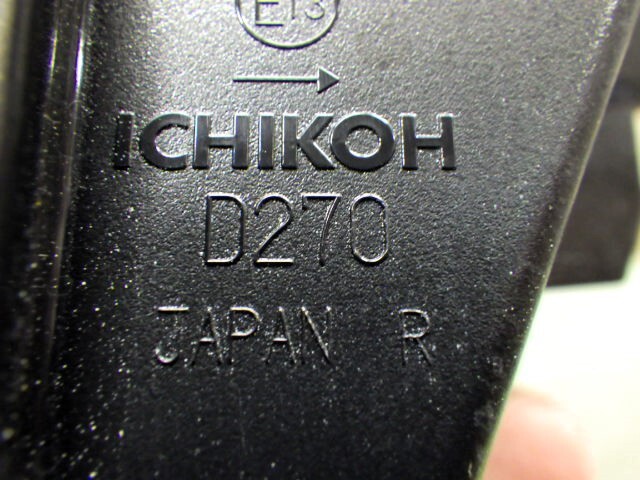 E13
ICHIKOH
D270
JAPAN R